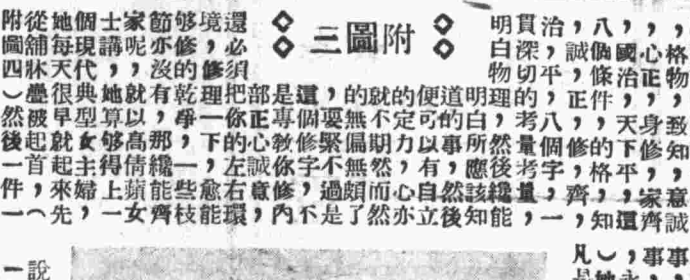 附圖三
格物致知，意誠
，心正，身修，家齊
，國治，天下平，這
八個條件，的格，知
，誠，正，修，齊，
治，平，八個字，一
貫深切的考量考量，
明白物理，然後纔能
明白所應該知
道的事，然後
便可以有自立
的定力，心亦
就不期然而然
的無偏無頗了
，要緊無過是
這個修字，不
是專教你修內
部正心誠意，
還必須把你的左右環
境，修理一下，愈能
够修的乾淨一些，枝
節亦沒有，那纔能齊
家呢，就以高倩蘋女
士講，她算够得上一
個現代典型女主婦，
她每天很早就起來先
從舖牀疊被起首，（
附圖四）然後一件一
事事
凡
說
一